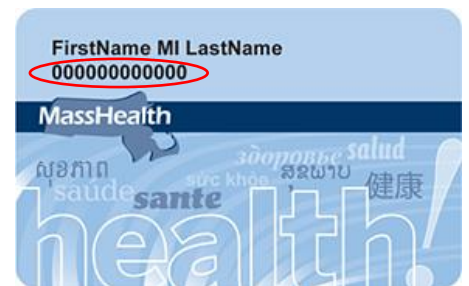 FirstName MI LastName
000000000000
MassHealth
здоровье salud
សុខភាព sức khỏe ສຸຂພາບ 健康
saúde sante
health!